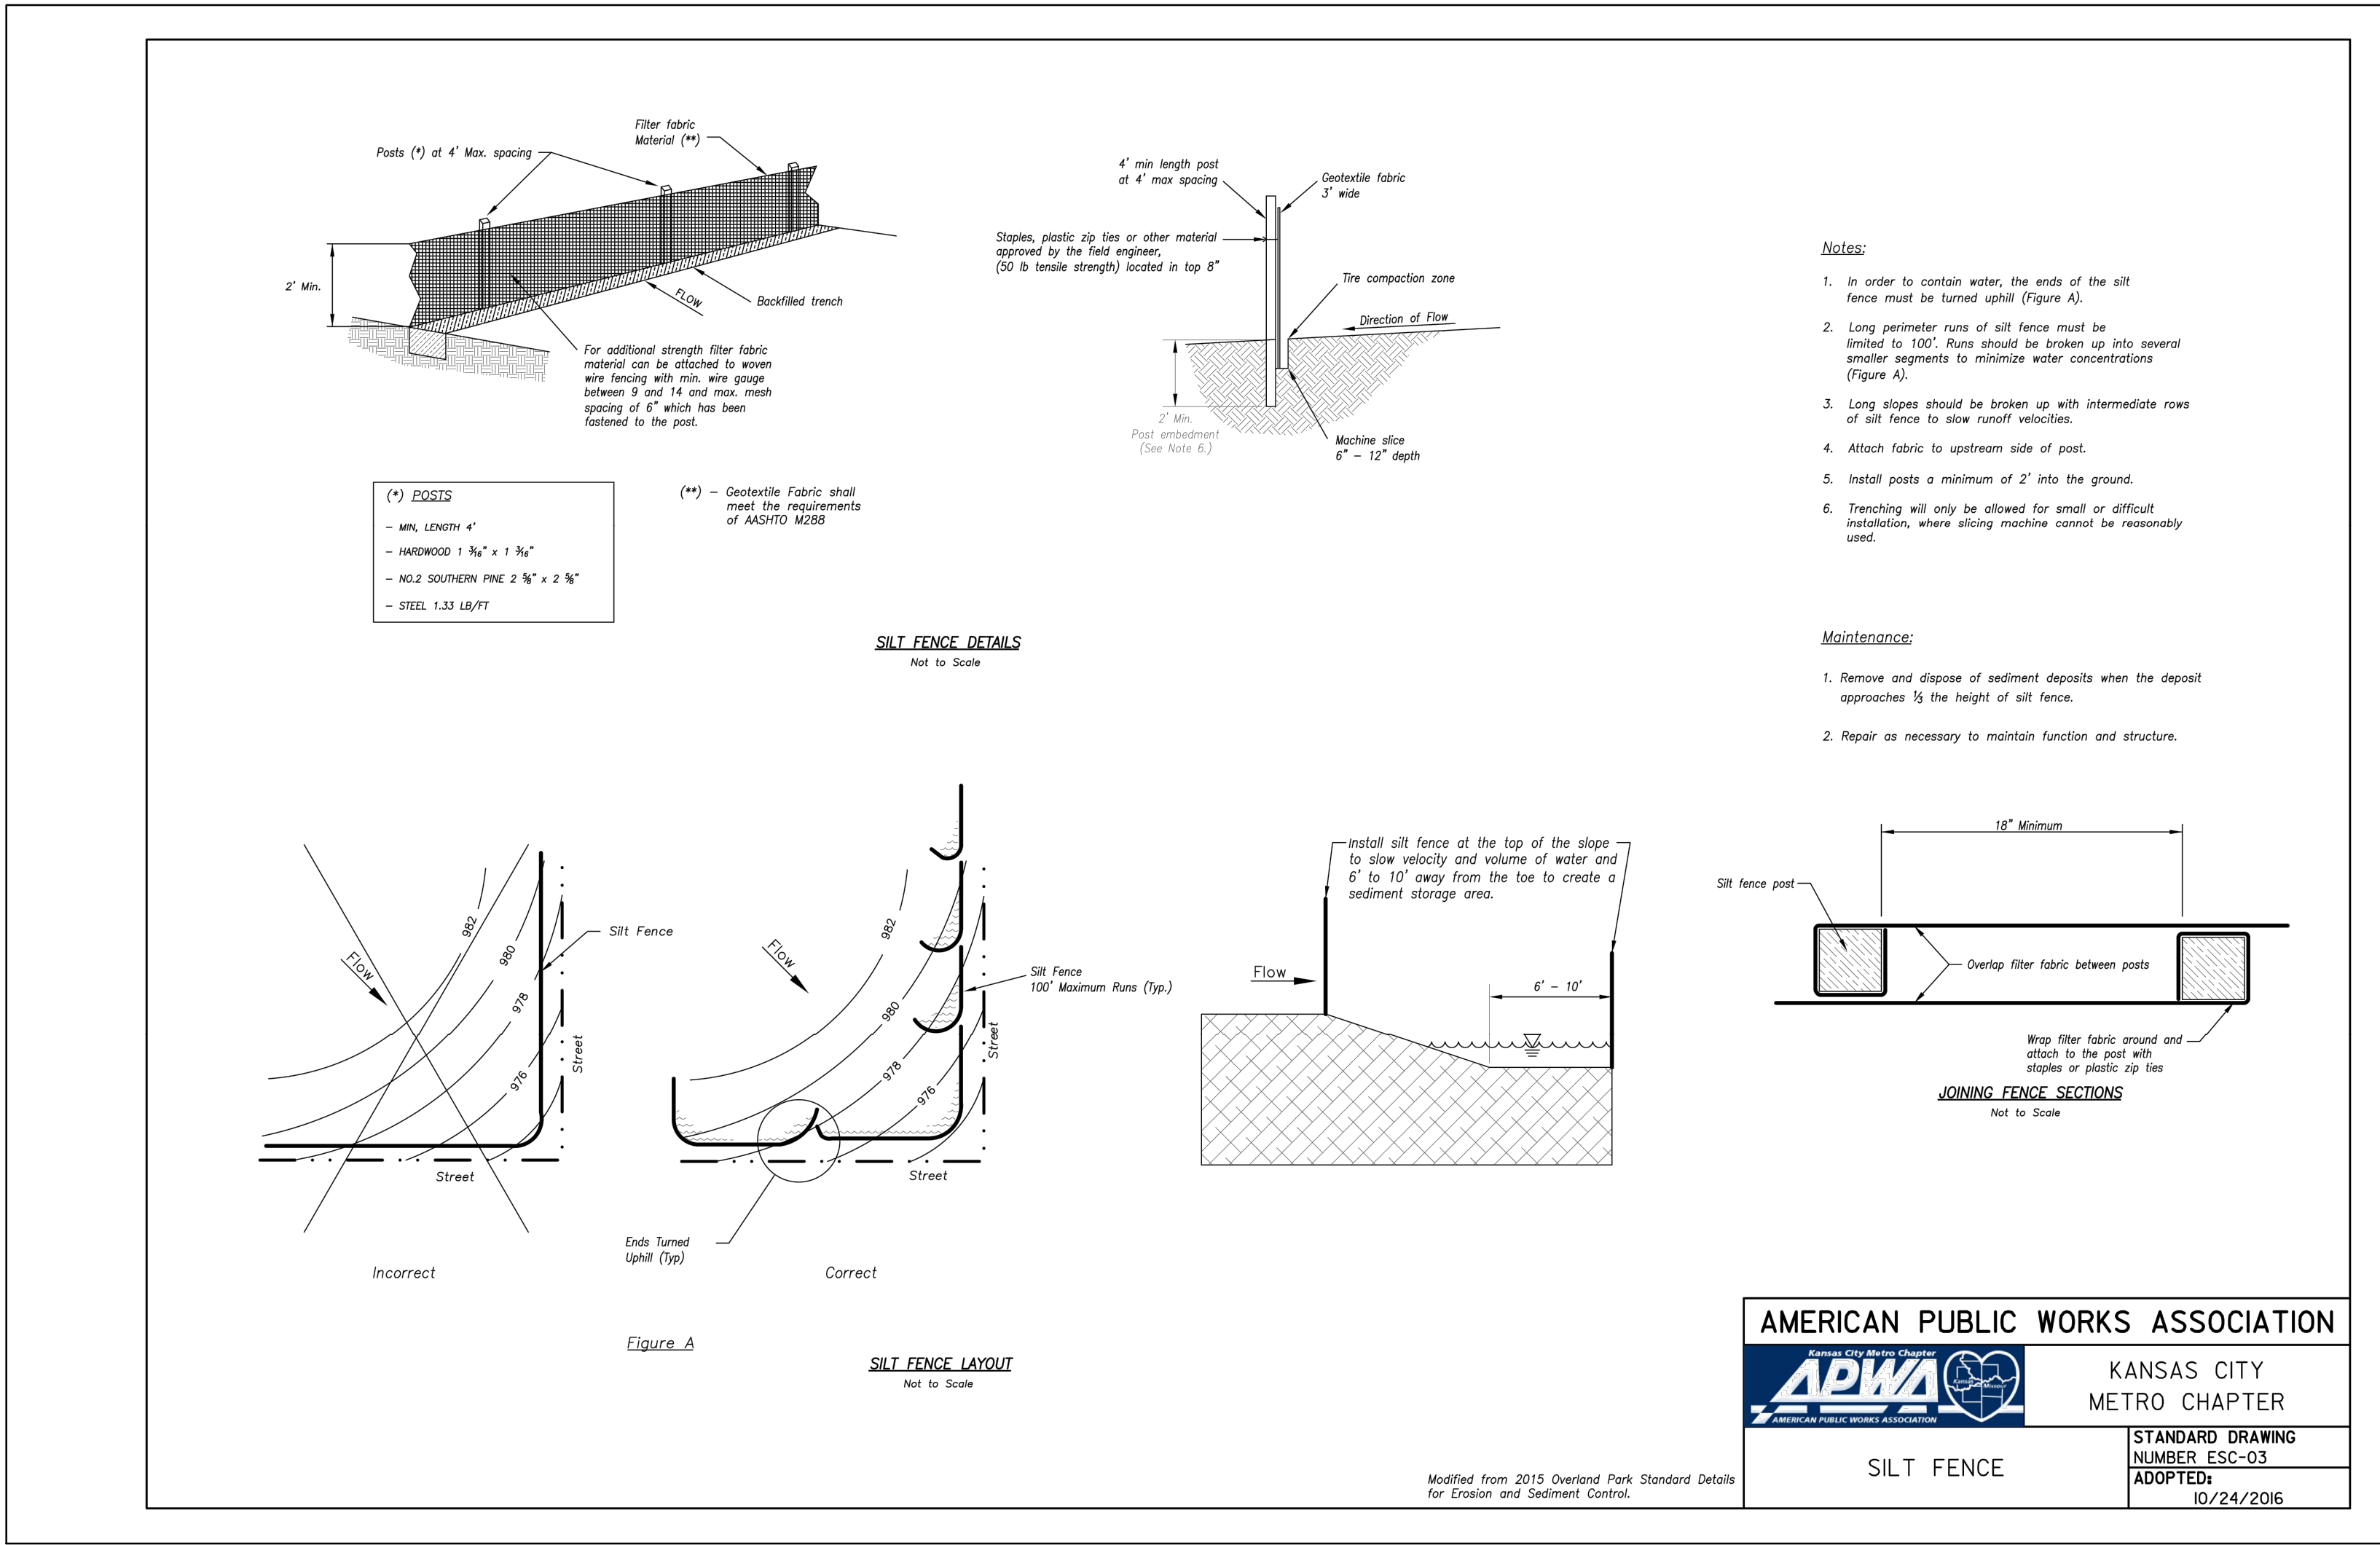 Filter fabric
Material (**)
Posts (*) at 4' Max. spacing
2' Min.
FLOW
Backfilled trench
For additional strength filter fabric
material can be attached to woven
wire fencing with min. wire gauge
between 9 and 14 and max. mesh
spacing of 6" which has been
fastened to the post.
4' min length post
at 4' max spacing
Geotextile fabric
3' wide
Staples, plastic zip ties or other material
approved by the field engineer,
(50 lb tensile strength) located in top 8"
Tire compaction zone
Direction of Flow
2' Min.
Post embedment
(See Note 6.)
Machine slice
6" – 12" depth
(*) POSTS
– MIN, LENGTH 4'
– HARDWOOD 1 3/16" x 1 3/16"
– NO.2 SOUTHERN PINE 2 5/8" x 2 5/8"
– STEEL 1.33 LB/FT
(**) – Geotextile Fabric shall
meet the requirements
of AASHTO M288
SILT FENCE DETAILS
Not to Scale
Notes:
1. In order to contain water, the ends of the silt
fence must be turned uphill (Figure A).
2. Long perimeter runs of silt fence must be
limited to 100'. Runs should be broken up into several
smaller segments to minimize water concentrations
(Figure A).
3. Long slopes should be broken up with intermediate rows
of silt fence to slow runoff velocities.
4. Attach fabric to upstream side of post.
5. Install posts a minimum of 2' into the ground.
6. Trenching will only be allowed for small or difficult
installation, where slicing machine cannot be reasonably
used.
Maintenance:
1. Remove and dispose of sediment deposits when the deposit
approaches 1/3 the height of silt fence.
2. Repair as necessary to maintain function and structure.
Flow
982
980
978
976
Silt Fence
Street
Street
Incorrect
Flow
982
980
978
976
Silt Fence
100' Maximum Runs (Typ.)
Street
Street
Ends Turned
Uphill (Typ)
Correct
Figure A
SILT FENCE LAYOUT
Not to Scale
Install silt fence at the top of the slope
to slow velocity and volume of water and
6' to 10' away from the toe to create a
sediment storage area.
Flow
6' – 10'
18" Minimum
Silt fence post
Overlap filter fabric between posts
Wrap filter fabric around and
attach to the post with
staples or plastic zip ties
JOINING FENCE SECTIONS
Not to Scale
Modified from 2015 Overland Park Standard Details
for Erosion and Sediment Control.
AMERICAN PUBLIC WORKS ASSOCIATION
Kansas City Metro Chapter
APWA
Kansas
Missouri
AMERICAN PUBLIC WORKS ASSOCIATION
KANSAS CITY
METRO CHAPTER
SILT FENCE
STANDARD DRAWING
NUMBER ESC-03
ADOPTED:
10/24/2016